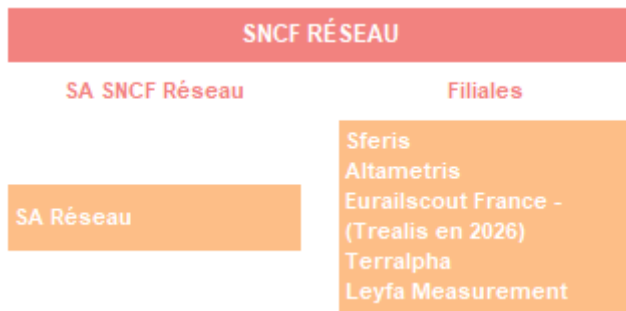 SNCF RÉSEAU
SA SNCF Réseau
Filiales
SA Réseau
Sferis
Altametris
Eurailscout France -
(Trealis en 2026)
Terralpha
Leyfa Measurement